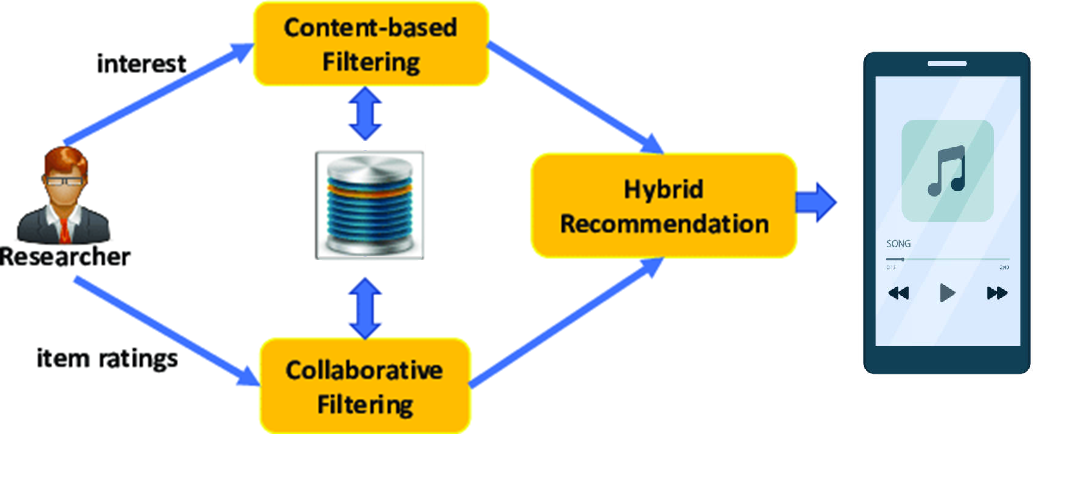 Content-based
Filtering
interest
Researcher
Hybrid
Recommendation
item ratings
Collaborative
Filtering
SONG